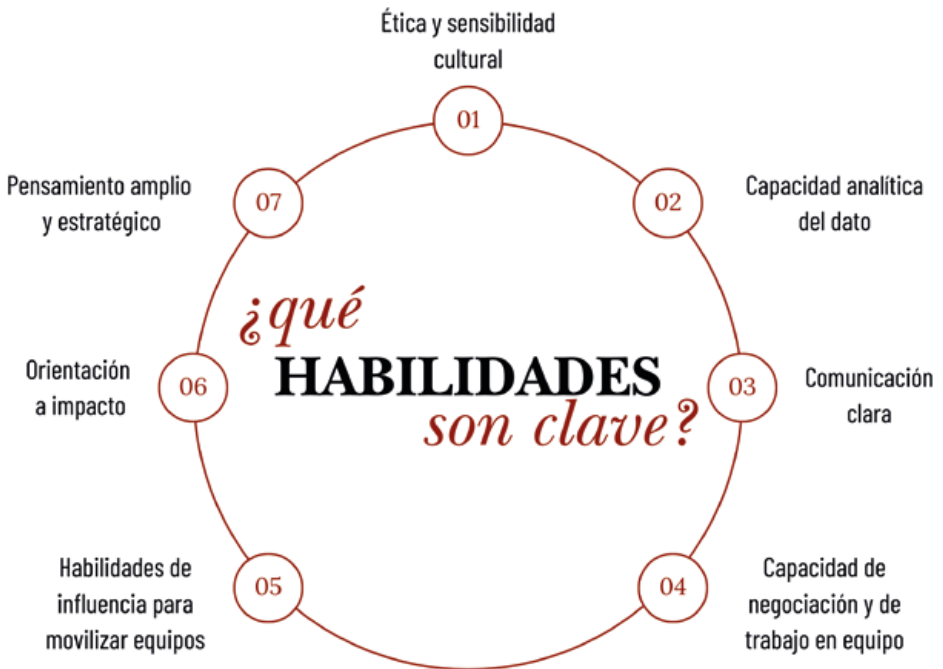 ¿qué
HABILIDADES
son clave?
01
Ética y sensibilidad
cultural
02
Capacidad analítica
del dato
03
Comunicación
clara
04
Capacidad de
negociación y de
trabajo en equipo
05
Habilidades de
influencia para
movilizar equipos
06
Orientación
a impacto
07
Pensamiento amplio
y estratégico